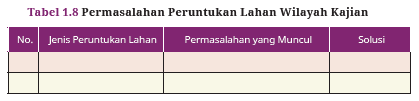 Tabel 1.8 Permasalahan Peruntukan Lahan Wilayah Kajian
No. Jenis Peruntukan Lahan Permasalahan yang Muncul Solusi